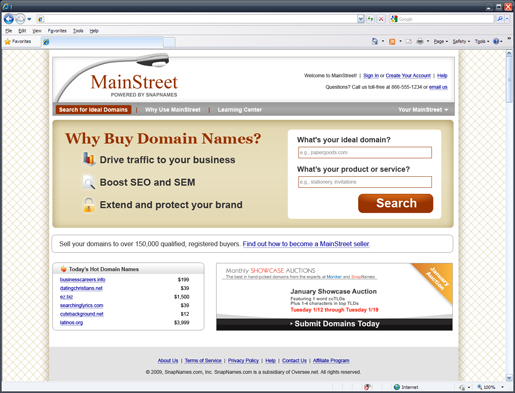 Google
File Edit View Favorites Tools Help
Favorites
Page Safety Tools
MainStreet
POWERED BY SNAPNAMES
Welcome to MainStreet! | Sign In or Create Your Account | Help
Questions? Call us toll-free at 866-555-1234 or email us
Search for Ideal Domains | Why Use MainStreet | Learning Center Your MainStreet
Why Buy Domain Names?
Drive traffic to your business
Boost SEO and SEM
Extend and protect your brand
What's your ideal domain?
e.g., papergoods.com
What's your product or service?
e.g., stationery, invitations
Search
Sell your domains to over 150,000 qualified, registered buyers. Find out how to become a MainStreet seller.
Today's Hot Domain Names
businesscareers.info $199
datingchristians.net $39
ez.biz $1,500
searchinglyrics.com $39
cutebackground.net $12
latinos.org $3,999
Monthly SHOWCASE AUCTIONS
The best in hand-picked domains from the experts at Moniker and SnapNames
January Auction
January Showcase Auction
Featuring 1 word ccTLDs
Plus 1-4 characters in top TLDs
Tuesday 1/12 through Tuesday 1/19
Submit Domains Today
About Us | Terms of Service | Privacy Policy | Help | Contact Us | Affiliate Program
© 2009, SnapNames.com, Inc. SnapNames.com is a subsidiary of Oversee.net. All rights reserved.
Internet 100%